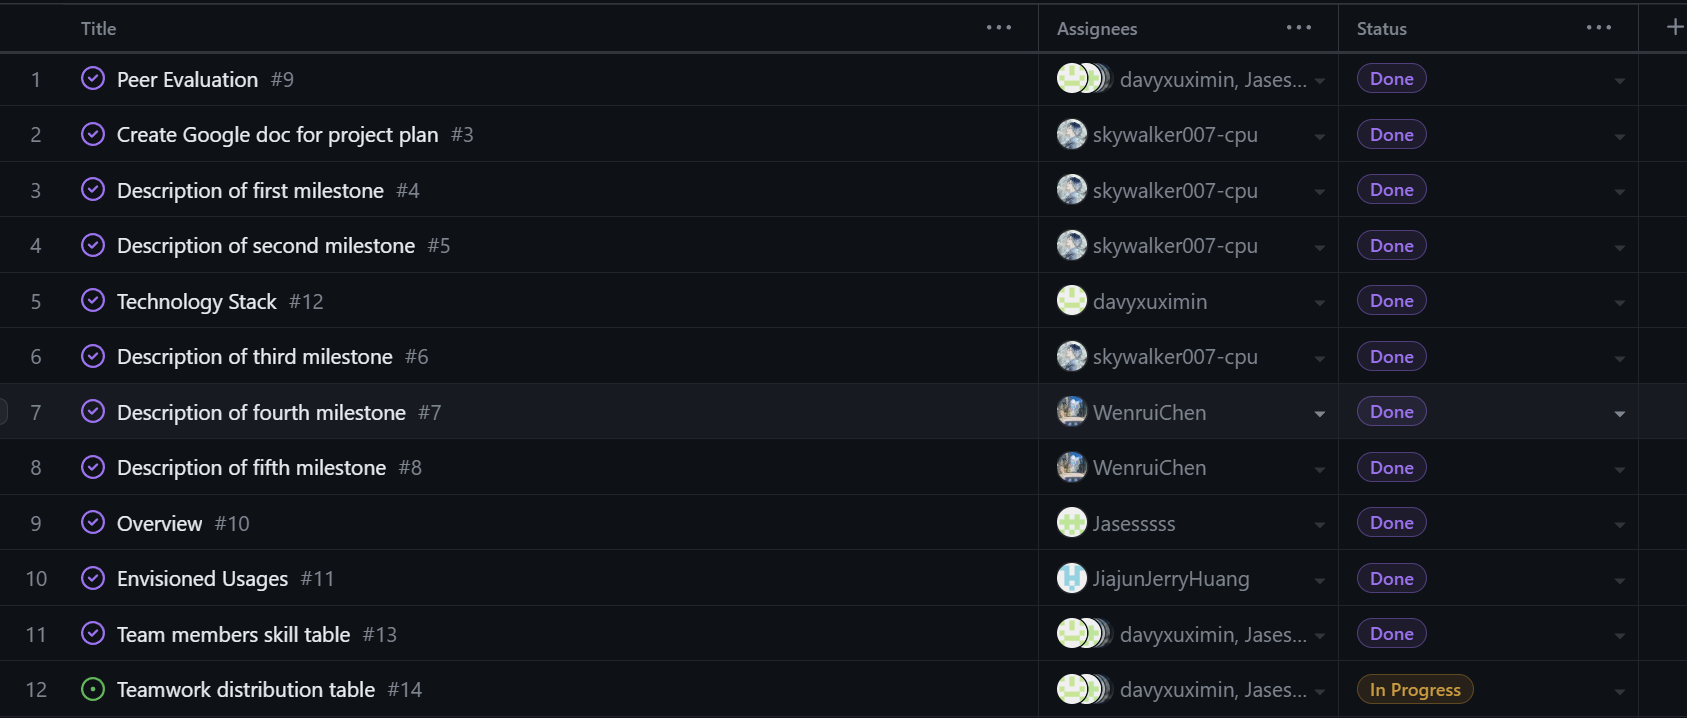 Title ... Assignees ... Status ... +
1 Peer Evaluation #9 davyxuximin, Jases... Done
2 Create Google doc for project plan #3 skywalker007-cpu Done
3 Description of first milestone #4 skywalker007-cpu Done
4 Description of second milestone #5 skywalker007-cpu Done
5 Technology Stack #12 davyxuximin Done
6 Description of third milestone #6 skywalker007-cpu Done
7 Description of fourth milestone #7 WenruiChen Done
8 Description of fifth milestone #8 WenruiChen Done
9 Overview #10 Jasesssss Done
10 Envisioned Usages #11 JiajunJerryHuang Done
11 Team members skill table #13 davyxuximin, Jases... Done
12 Teamwork distribution table #14 davyxuximin, Jases... In Progress